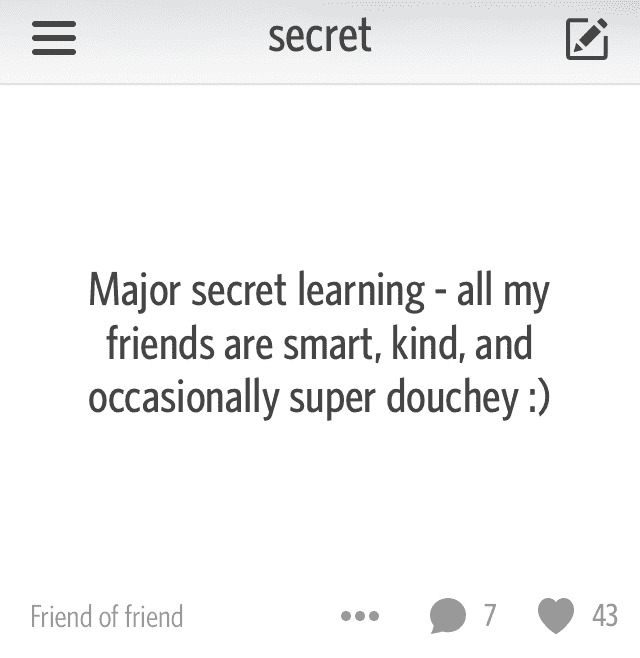 secret
Major secret learning - all my
friends are smart, kind, and
occasionally super douchey :)
Friend of friend 7 43